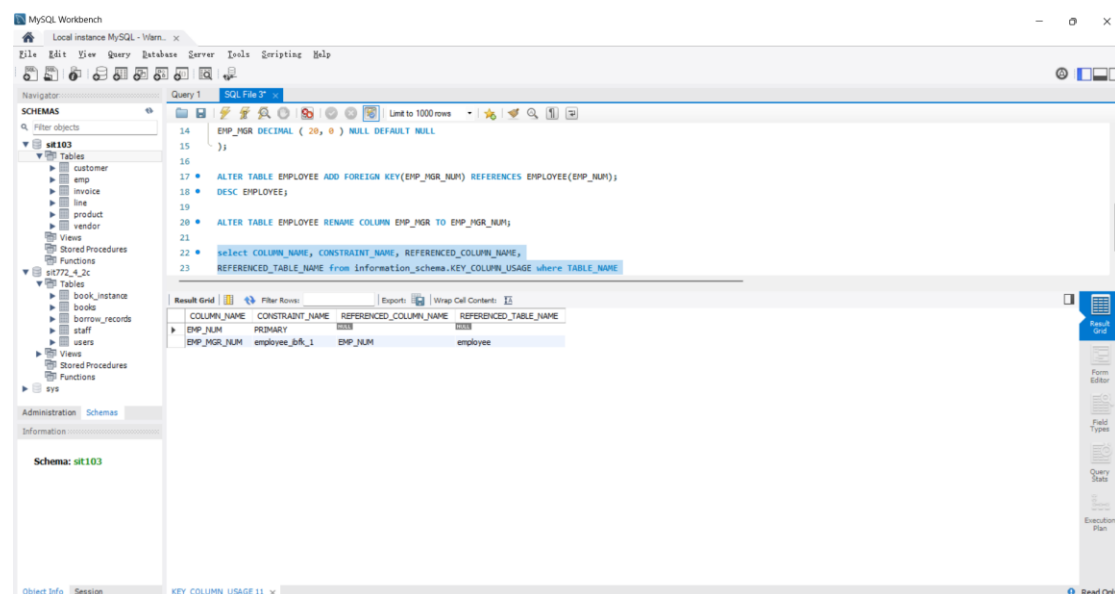 MySQL Workbench
Local instance MySQL - Warn... ×
File Edit View Query Database Server Tools Scripting Help
Navigator
Query 1 SQL File 3* ×
SCHEMAS
Limit to 1000 rows
Filter objects
sit103
Tables
customer
emp
invoice
line
product
vendor
Views
Stored Procedures
Functions
sit772_4_2c
Tables
book_instance
books
borrow_records
staff
users
Views
Stored Procedures
Functions
sys
Administration Schemas
Information
Schema: sit103
Object Info Session
14 EMP_MGR DECIMAL ( 20, 0 ) NULL DEFAULT NULL
15 );
16
17 ALTER TABLE EMPLOYEE ADD FOREIGN KEY(EMP_MGR_NUM) REFERENCES EMPLOYEE(EMP_NUM);
18 DESC EMPLOYEE;
19
20 ALTER TABLE EMPLOYEE RENAME COLUMN EMP_MGR TO EMP_MGR_NUM;
21
22 select COLUMN_NAME, CONSTRAINT_NAME, REFERENCED_COLUMN_NAME,
23 REFERENCED_TABLE_NAME from information_schema.KEY_COLUMN_USAGE where TABLE_NAME
Result Grid Filter Rows: Export: Wrap Cell Content:
COLUMN_NAME CONSTRAINT_NAME REFERENCED_COLUMN_NAME REFERENCED_TABLE_NAME
EMP_NUM PRIMARY NULL NULL
EMP_MGR_NUM employee_ibfk_1 EMP_NUM employee
Result
Grid
Form
Editor
Field
Types
Query
Stats
Execution
Plan
KEY_COLUMN_USAGE 11 ×
Read Onl